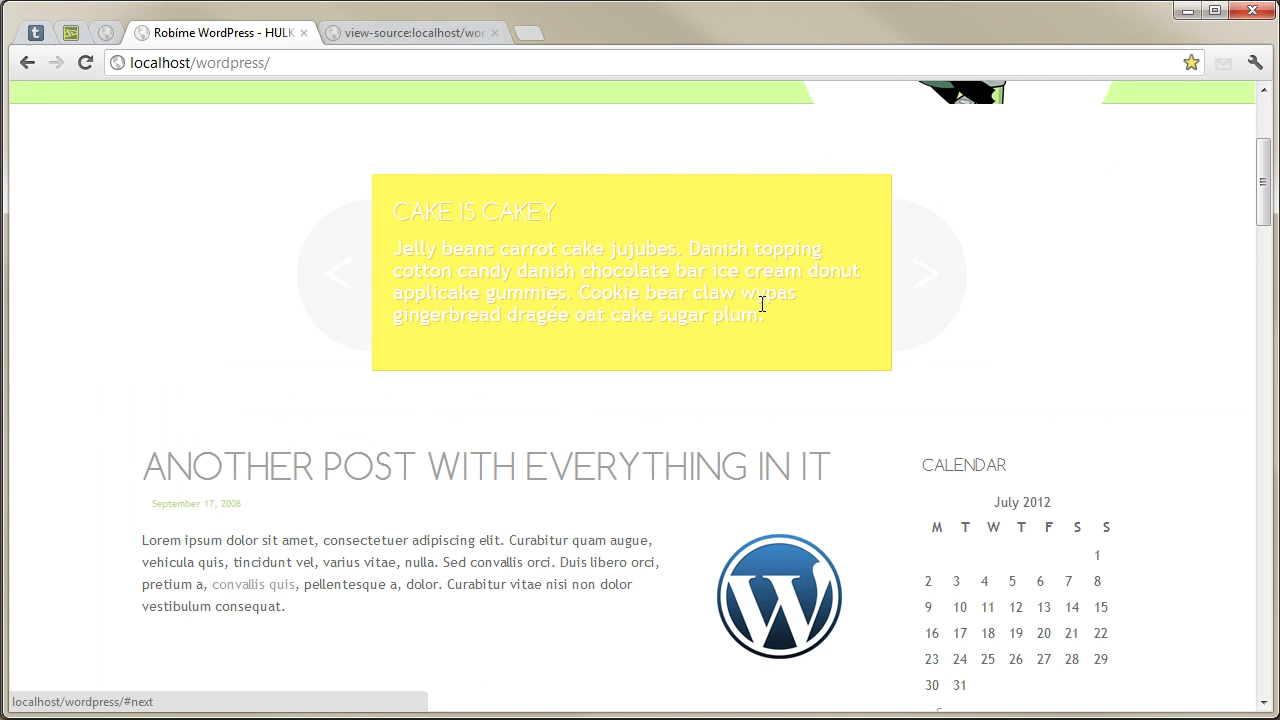 Robíme WordPress - HULK
view-source:localhost/wor
localhost/wordpress/
CAKE IS CAKEY
Jelly beans carrot cake jujubes. Danish topping
cotton candy danish chocolate bar ice cream donut
applicake gummies. Cookie bear claw wypas
gingerbread dragée oat cake sugar plum.
<
>
ANOTHER POST WITH EVERYTHING IN IT
September 17, 2008
Lorem ipsum dolor sit amet, consectetuer adipiscing elit. Curabitur quam augue,
vehicula quis, tincidunt vel, varius vitae, nulla. Sed convallis orci. Duis libero orci,
pretium a, convallis quis, pellentesque a, dolor. Curabitur vitae nisi non dolor
vestibulum consequat.
CALENDAR
July 2012
M T W T F S S
1
2 3 4 5 6 7 8
9 10 11 12 13 14 15
16 17 18 19 20 21 22
23 24 25 26 27 28 29
30 31
localhost/wordpress/#next